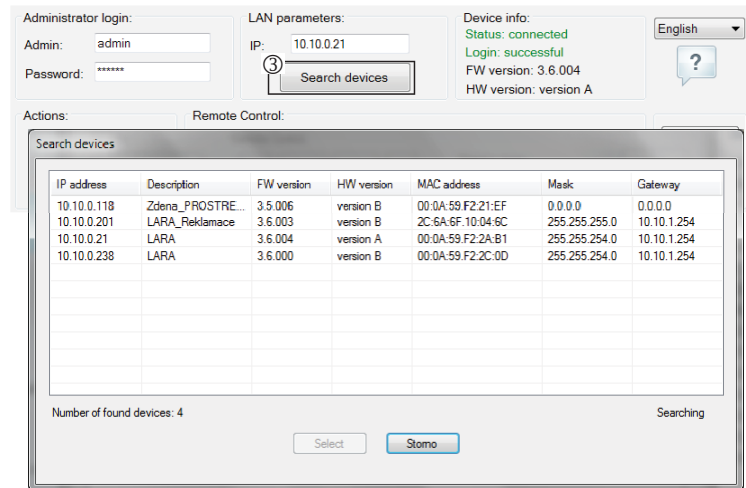 Administrator login:
Admin: admin
Password: ******
LAN parameters:
IP: 10.10.0.21
③
Search devices
Device info:
Status: connected
Login: successful
FW version: 3.6.004
HW version: version A
English
?
Actions:
Remote Control:
Search devices
IP address Description FW version HW version MAC address Mask Gateway
10.10.0.118 Zdena_PROSTRE... 3.5.006 version B 00:0A:59:F2:21:EF 0.0.0.0 0.0.0.0
10.10.0.201 LARA_Reklamace 3.6.003 version B 2C:6A:6F:10:04:6C 255.255.255.0 10.10.1.254
10.10.0.21 LARA 3.6.004 version A 00:0A:59:F2:2A:B1 255.255.254.0 10.10.1.254
10.10.0.238 LARA 3.6.000 version B 00:0A:59:F2:2C:0D 255.255.254.0 10.10.1.254
Number of found devices: 4
Searching
Select
Storno